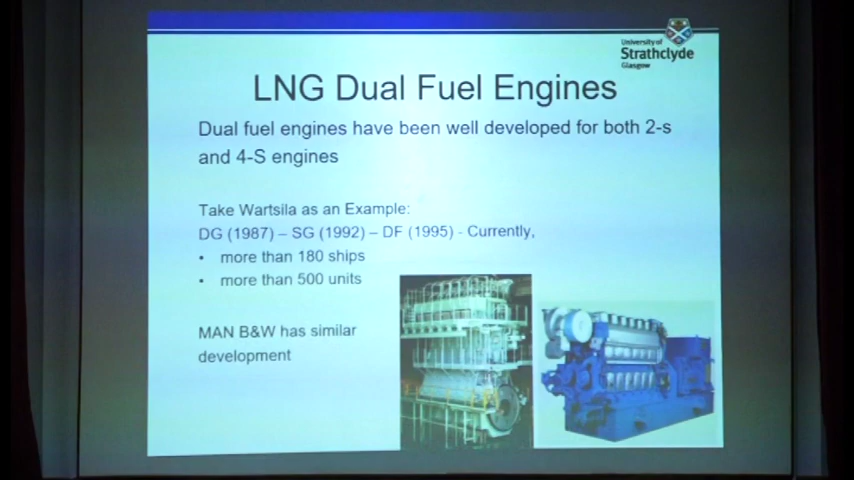 University of
Strathclyde
Glasgow
LNG Dual Fuel Engines
Dual fuel engines have been well developed for both 2-s
and 4-S engines
Take Wartsila as an Example:
DG (1987) – SG (1992) – DF (1995) - Currently,
• more than 180 ships
• more than 500 units
MAN B&W has similar
development